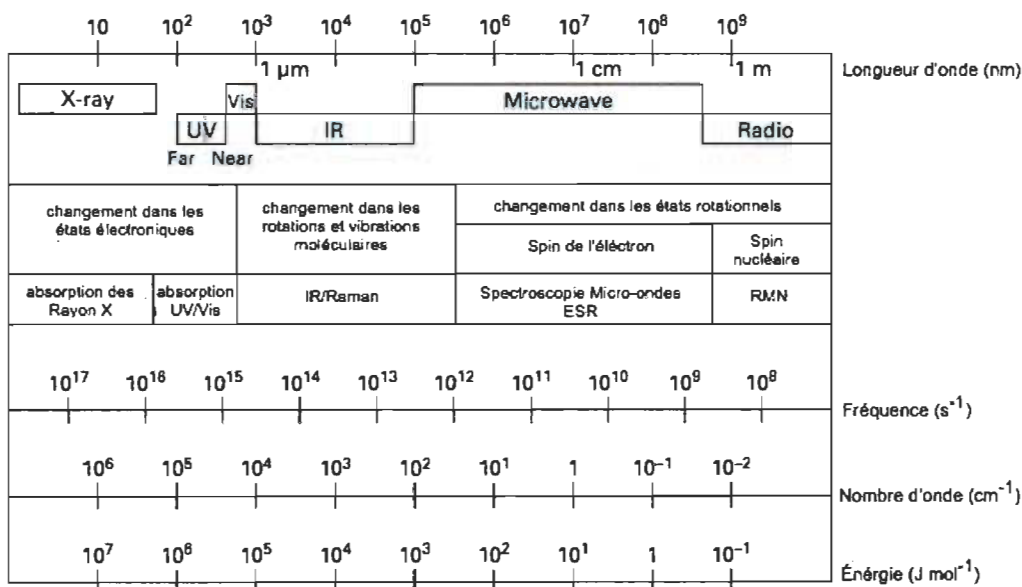 10 10² 10³ 10⁴ 10⁵ 10⁶ 10⁷ 10⁸ 10⁹
1 µm 1 cm 1 m Longueur d'onde (nm)
X-ray Vis Microwave
UV IR Radio
Far Near
changement dans les
états électroniques
changement dans les
rotations et vibrations
moléculaires
changement dans les états rotationnels
Spin de l'éléctron
Spin
nucléaire
absorption des
Rayon X
absorption
UV/Vis
IR/Raman
Spectroscopie Micro-ondes
ESR
RMN
10¹⁷ 10¹⁶ 10¹⁵ 10¹⁴ 10¹³ 10¹² 10¹¹ 10¹⁰ 10⁹ 10⁸
Fréquence (s⁻¹)
10⁶ 10⁵ 10⁴ 10³ 10² 10¹ 1 10⁻¹ 10⁻²
Nombre d'onde (cm⁻¹)
10⁷ 10⁶ 10⁵ 10⁴ 10³ 10² 10¹ 1 10⁻¹
Énérgie (J mol⁻¹)